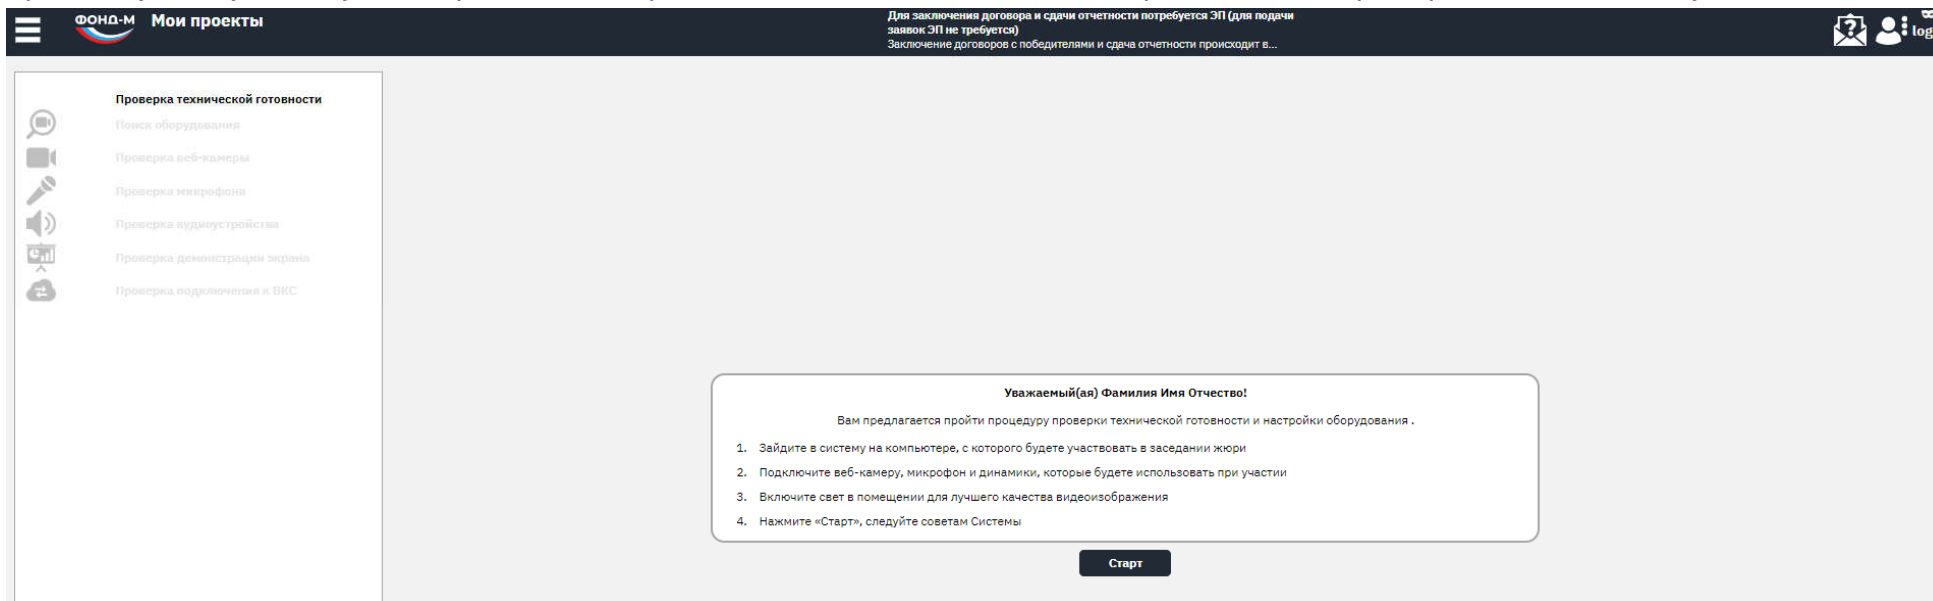 ФОНД-М
Мои проекты
Для заключения договора и сдачи отчетности потребуется ЭП (для подачи
заявок ЭП не требуется)
Заключение договоров с победителями и сдача отчетности происходит в...
log
Проверка технической готовности
Поиск оборудования
Проверка веб-камеры
Проверка микрофона
Проверка аудиоустройства
Проверка демонстрации экрана
Проверка подключения к ВКС
Уважаемый(ая) Фамилия Имя Отчество!
Вам предлагается пройти процедуру проверки технической готовности и настройки оборудования .
1. Зайдите в систему на компьютере, с которого будете участвовать в заседании жюри
2. Подключите веб-камеру, микрофон и динамики, которые будете использовать при участии
3. Включите свет в помещении для лучшего качества видеоизображения
4. Нажмите «Старт», следуйте советам Системы
Старт